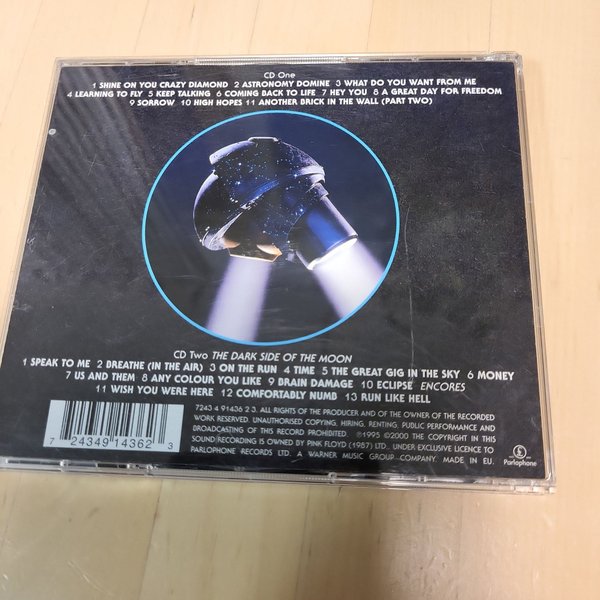 CD One
1 SHINE ON YOU CRAZY DIAMOND 2 ASTRONOMY DOMINE 3 WHAT DO YOU WANT FROM ME
4 LEARNING TO FLY 5 KEEP TALKING 6 COMING BACK TO LIFE 7 HEY YOU 8 A GREAT DAY FOR FREEDOM
9 SORROW 10 HIGH HOPES 11 ANOTHER BRICK IN THE WALL (PART TWO)
CD Two THE DARK SIDE OF THE MOON
1 SPEAK TO ME 2 BREATHE (IN THE AIR) 3 ON THE RUN 4 TIME 5 THE GREAT GIG IN THE SKY 6 MONEY
7 US AND THEM 8 ANY COLOUR YOU LIKE 9 BRAIN DAMAGE 10 ECLIPSE ENCORES
11 WISH YOU WERE HERE 12 COMFORTABLY NUMB 13 RUN LIKE HELL
7243 4 91436 2 3. ALL RIGHTS OF THE PRODUCER AND OF THE OWNER OF THE RECORDED
WORK RESERVED. UNAUTHORISED COPYING, HIRING, RENTING, PUBLIC PERFORMANCE AND
BROADCASTING OF THIS RECORD PROHIBITED. ℗1995 ©2000 THE COPYRIGHT IN THIS
SOUND RECORDING IS OWNED BY PINK FLOYD (1987) LTD. UNDER EXCLUSIVE LICENCE TO
PARLOPHONE RECORDS LTD. A WARNER MUSIC GROUP COMPANY. MADE IN EU.
7 24349 14362 3
Parlophone